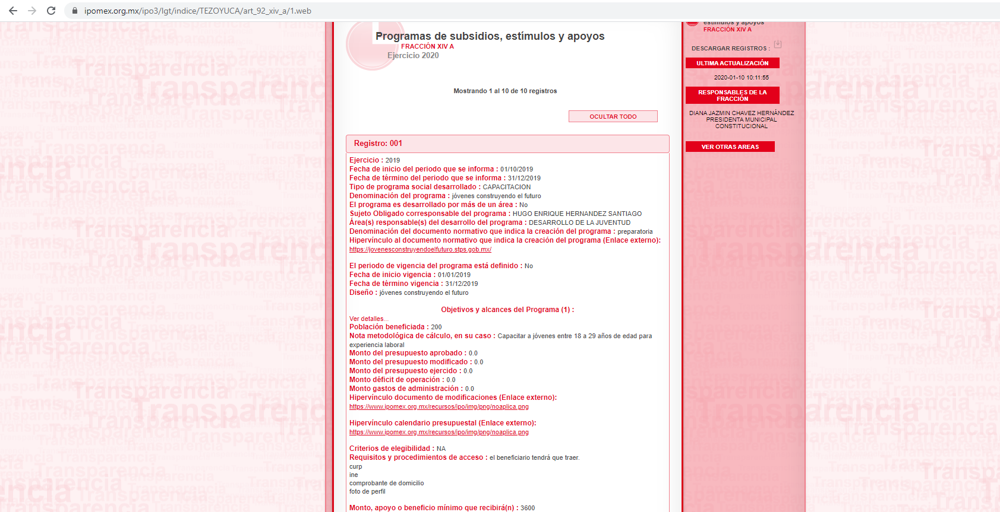 ipomex.org.mx/ipo3/lgt/indice/TEZOYUCA/art_92_xiv_a/1.web
Programas de subsidios, estímulos y apoyos
FRACCIÓN XIV A
Ejercicio 2020
Mostrando 1 al 10 de 10 registros
OCULTAR TODO
Registro: 001
Ejercicio : 2019
Fecha de inicio del periodo que se informa : 01/10/2019
Fecha de término del periodo que se informa : 31/12/2019
Tipo de programa social desarrollado : CAPACITACION
Denominación del programa : jóvenes construyendo el futuro
El programa es desarrollado por más de un área : No
Sujeto Obligado corresponsable del programa : HUGO ENRIQUE HERNANDEZ SANTIAGO
Área(s) responsable(s) del desarrollo del programa : DESARROLLO DE LA JUVENTUD
Denominación del documento normativo que indica la creación del programa : preparatoria
Hipervínculo al documento normativo que indica la creación del programa (Enlace externo):
https://jovenesconstruyendoelfuturo.stps.gob.mx/
El periodo de vigencia del programa está definido : No
Fecha de inicio vigencia : 01/01/2019
Fecha de término vigencia : 31/12/2019
Diseño : jóvenes construyendo el futuro
Objetivos y alcances del Programa (1) :
Ver detalles...
Población beneficiada : 200
Nota metodológica de cálculo, en su caso : Capacitar a jóvenes entre 18 a 29 años de edad para
experiencia laboral
Monto del presupuesto aprobado : 0.0
Monto del presupuesto modificado : 0.0
Monto del presupuesto ejercido : 0.0
Monto déficit de operación : 0.0
Monto gastos de administración : 0.0
Hipervínculo documento de modificaciones (Enlace externo):
https://www.ipomex.org.mx/recursos/ipo/img/png/noaplica.png
Hipervínculo calendario presupuestal (Enlace externo):
https://www.ipomex.org.mx/recursos/ipo/img/png/noaplica.png
Criterios de elegibilidad : NA
Requisitos y procedimientos de acceso : el beneficiario tendrá que traer.
curp
ine
comprobante de domicilio
foto de perfil
Monto, apoyo o beneficio mínimo que recibirá(n) : 3600
estímulos y apoyos
FRACCIÓN XIV A
DESCARGAR REGISTROS :
ULTIMA ACTUALIZACIÓN
2020-01-10 10:11:55
RESPONSABLES DE LA
FRACCIÓN
DIANA JAZMIN CHAVEZ HERNÁNDEZ
PRESIDENTA MUNICIPAL
CONSTITUCIONAL
VER OTRAS AREAS
Transparencia
Transparencia
Transparencia
Transparencia